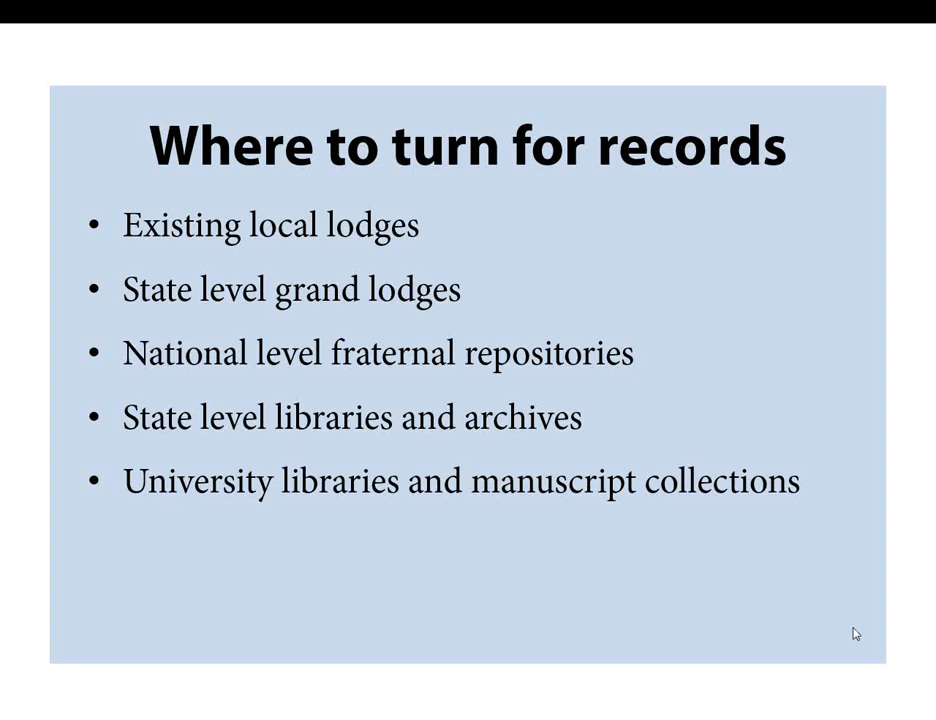 Where to turn for records
• Existing local lodges
• State level grand lodges
• National level fraternal repositories
• State level libraries and archives
• University libraries and manuscript collections